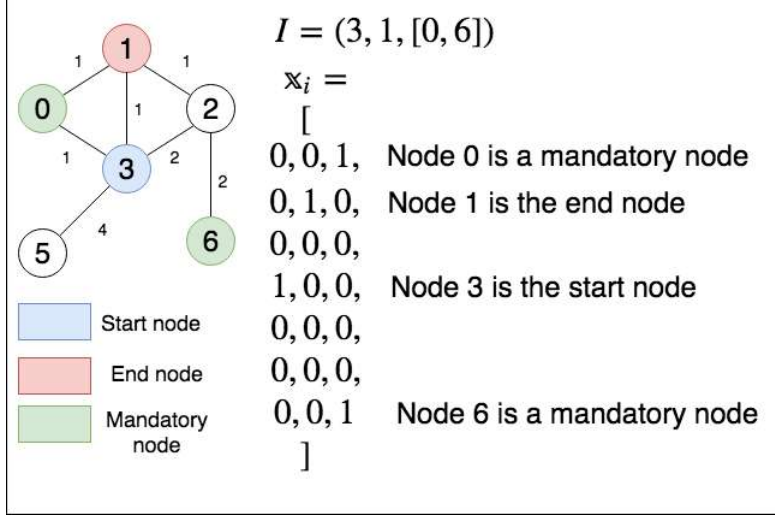 1
1
1
0
2
1
1
3
2
2
4
5
6
Start node
End node
Mandatory
node
I = (3, 1, [0, 6])
𝕩ᵢ =
[
0, 0, 1, Node 0 is a mandatory node
0, 1, 0, Node 1 is the end node
0, 0, 0,
1, 0, 0, Node 3 is the start node
0, 0, 0,
0, 0, 0,
0, 0, 1 Node 6 is a mandatory node
]